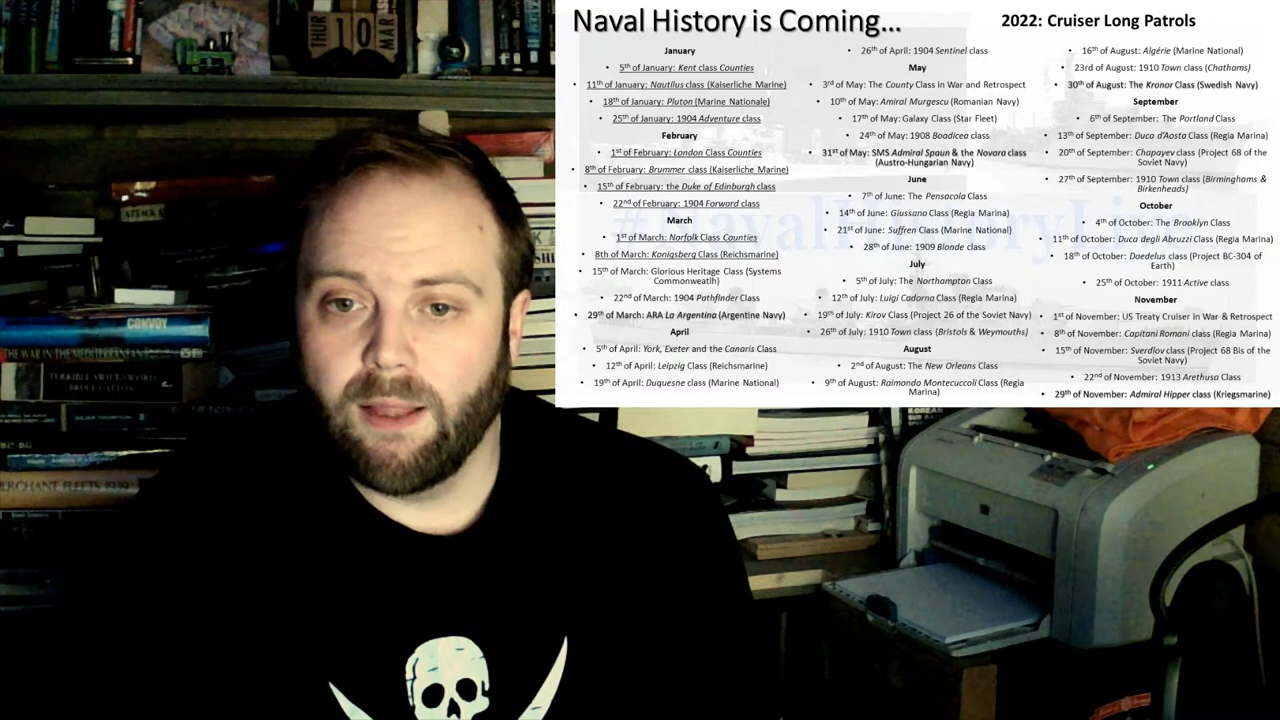 Naval History is Coming...
2022: Cruiser Long Patrols
January
• 5th of January: Kent class Counties
• 11th of January: Nautilus class (Kaiserliche Marine)
• 18th of January: Pluton (Marine Nationale)
• 25th of January: 1904 Adventure class
February
• 1st of February: London Class Counties
• 8th of February: Brummer class (Kaiserliche Marine)
• 15th of February: the Duke of Edinburgh class
• 22nd of February: 1904 Forward class
March
• 1st of March: Norfolk Class Counties
• 8th of March: Konigsberg Class (Reichsmarine)
• 15th of March: Glorious Heritage Class (Systems
Commonweatlh)
• 22nd of March: 1904 Pathfinder Class
• 29th of March: ARA La Argentina (Argentine Navy)
April
• 5th of April: York, Exeter and the Canaris Class
• 12th of April: Leipzig Class (Reichsmarine)
• 19th of April: Duquesne class (Marine National)
• 26th of April: 1904 Sentinel class
May
• 3rd of May: The County Class in War and Retrospect
• 10th of May: Amiral Murgescu (Romanian Navy)
• 17th of May: Galaxy Class (Star Fleet)
• 24th of May: 1908 Boadicea class
• 31st of May: SMS Admiral Spaun & the Novara class
(Austro-Hungarian Navy)
June
• 7th of June: The Pensacola Class
• 14th of June: Giussano Class (Regia Marina)
• 21st of June: Suffren Class (Marine National)
• 28th of June: 1909 Blonde class
July
• 5th of July: The Northampton Class
• 12th of July: Luigi Cadorna Class (Regia Marina)
• 19th of July: Kirov Class (Project 26 of the Soviet Navy)
• 26th of July: 1910 Town class (Bristols & Weymouths)
August
• 2nd of August: The New Orleans Class
• 9th of August: Raimondo Montecuccoli Class (Regia
Marina)
• 16th of August: Algérie (Marine National)
• 23rd of August: 1910 Town class (Chathams)
• 30th of August: The Kronor Class (Swedish Navy)
September
• 6th of September: The Portland Class
• 13th of September: Duca d'Aosta Class (Regia Marina)
• 20th of September: Chapayev class (Project 68 of the
Soviet Navy)
• 27th of September: 1910 Town class (Birminghams &
Birkenheads)
October
• 4th of October: The Brooklyn Class
• 11th of October: Duca degli Abruzzi Class (Regia Marina)
• 18th of October: Daedelus class (Project BC-304 of
Earth)
• 25th of October: 1911 Active class
November
• 1st of November: US Treaty Cruiser in War & Retrospect
• 8th of November: Capitani Romani class (Regia Marina)
• 15th of November: Sverdlov class (Project 68 Bis of the
Soviet Navy)
• 22nd of November: 1913 Arethusa Class
• 29th of November: Admiral Hipper class (Kriegsmarine)
THUR 10 MAR
ATTACK
CONVOY
THE WAR IN THE MEDITERRANEAN
TERRIBLE SWIFT SWORD
BRUCE CATTON
MERCHANT FLEETS 1939